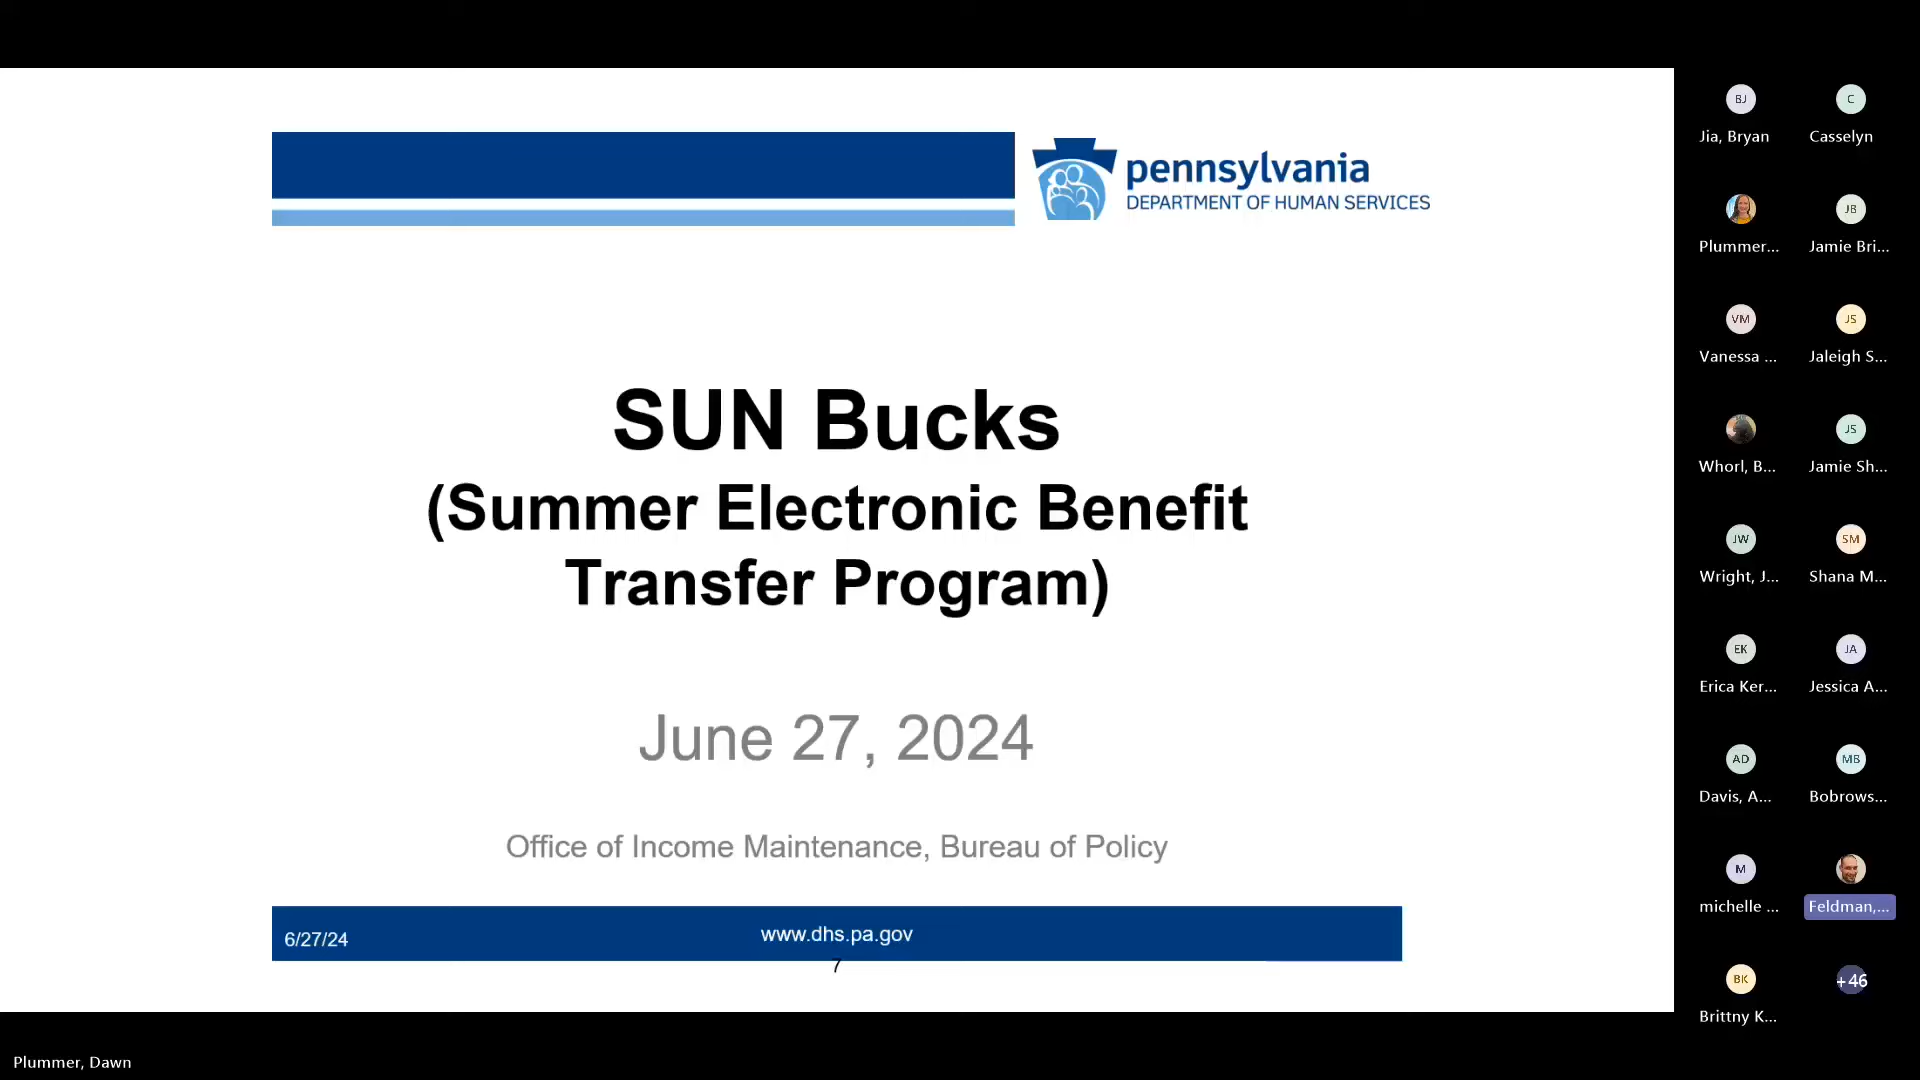 pennsylvania
DEPARTMENT OF HUMAN SERVICES
SUN Bucks
(Summer Electronic Benefit
Transfer Program)
June 27, 2024
Office of Income Maintenance, Bureau of Policy
6/27/24
www.dhs.pa.gov
7
BJ
C
Jia, Bryan
Casselyn
JB
Plummer...
Jamie Bri...
VM
JS
Vanessa ...
Jaleigh S...
JS
Whorl, B...
Jamie Sh...
JW
SM
Wright, J...
Shana M...
EK
JA
Erica Ker...
Jessica A...
AD
MB
Davis, A...
Bobrows...
M
michelle ...
Feldman,...
BK
+46
Brittny K...
Plummer, Dawn